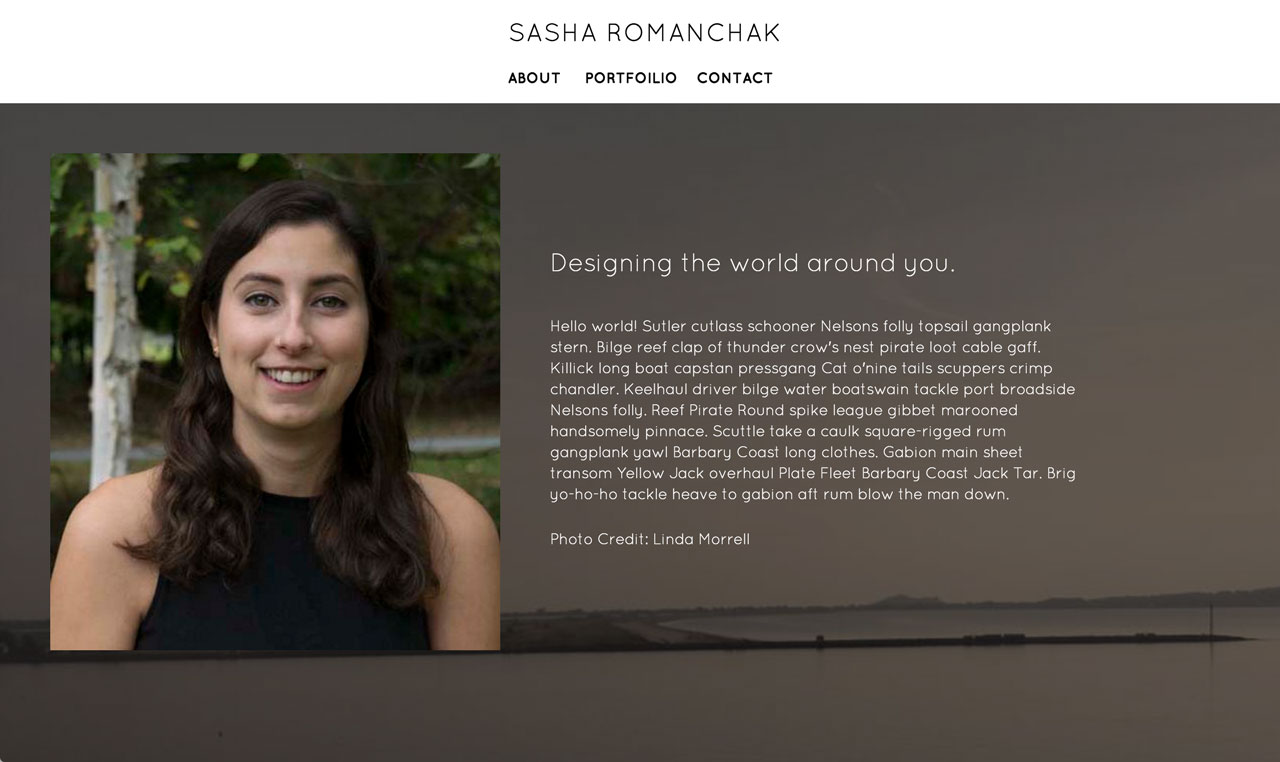 SASHA ROMANCHAK
ABOUT PORTFOILIO CONTACT
Designing the world around you.
Hello world! Sutler cutlass schooner Nelsons folly topsail gangplank
stern. Bilge reef clap of thunder crow's nest pirate loot cable gaff.
Killick long boat capstan pressgang Cat o'nine tails scuppers crimp
chandler. Keelhaul driver bilge water boatswain tackle port broadside
Nelsons folly. Reef Pirate Round spike league gibbet marooned
handsomely pinnace. Scuttle take a caulk square-rigged rum
gangplank yawl Barbary Coast long clothes. Gabion main sheet
transom Yellow Jack overhaul Plate Fleet Barbary Coast Jack Tar. Brig
yo-ho-ho tackle heave to gabion aft rum blow the man down.
Photo Credit: Linda Morrell